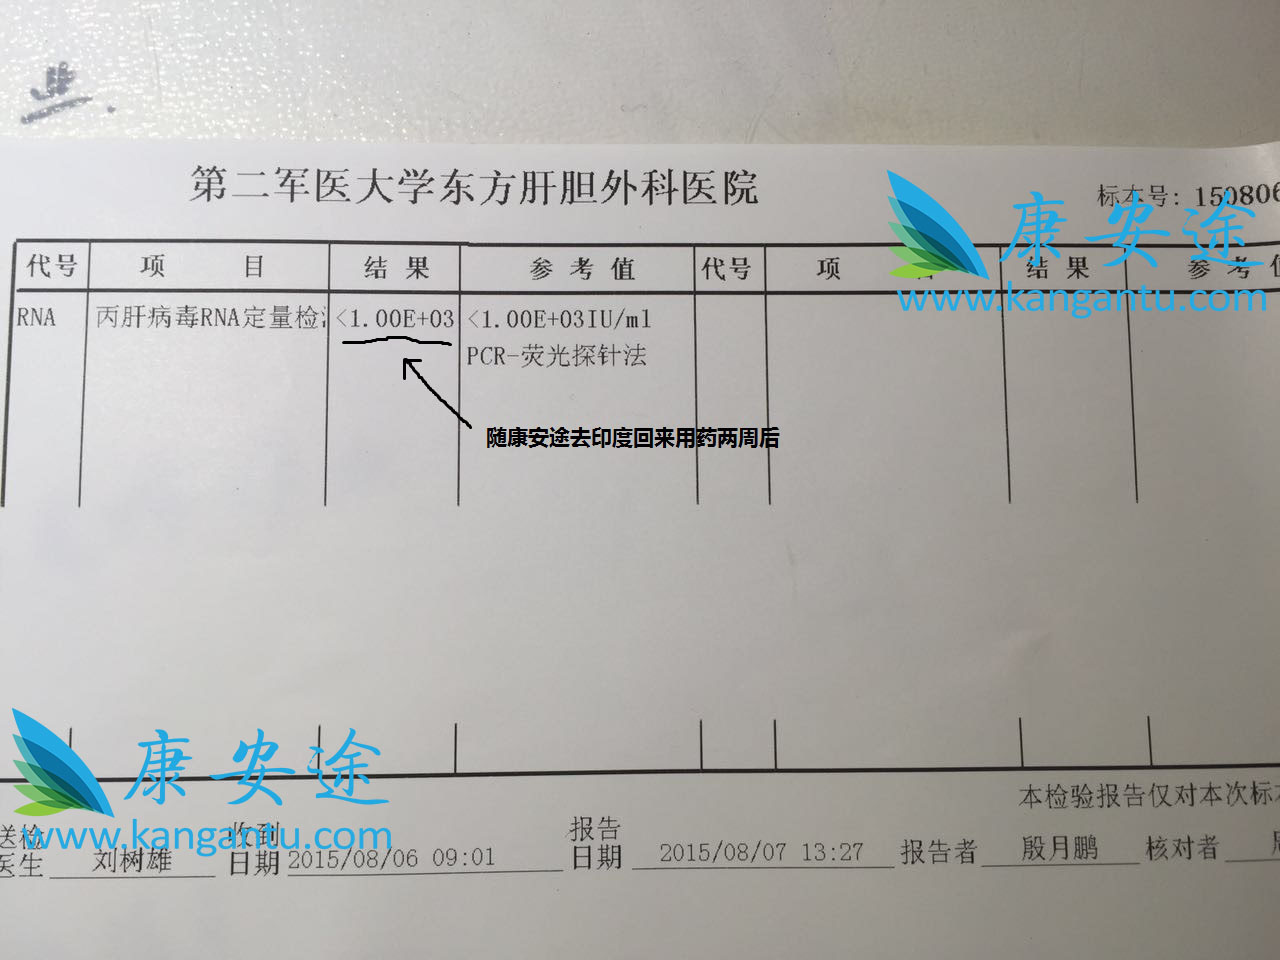 第二军医大学东方肝胆外科医院
标本号: 150806
康安途
www.kangantu.com
代号 项 目 结 果 参 考 值 代号 项 结 果 参 考
RNA 丙肝病毒RNA定量检 <1.00E+03 <1.00E+03IU/ml
PCR-荧光探针法
随康安途去印度回来用药两周后
康安途
www.kangantu.com
本检验报告仅对本次标本
送检医生 刘树雄 收到日期 2015/08/06 09:01 报告日期 2015/08/07 13:27 报告者 殷月鹏 核对者